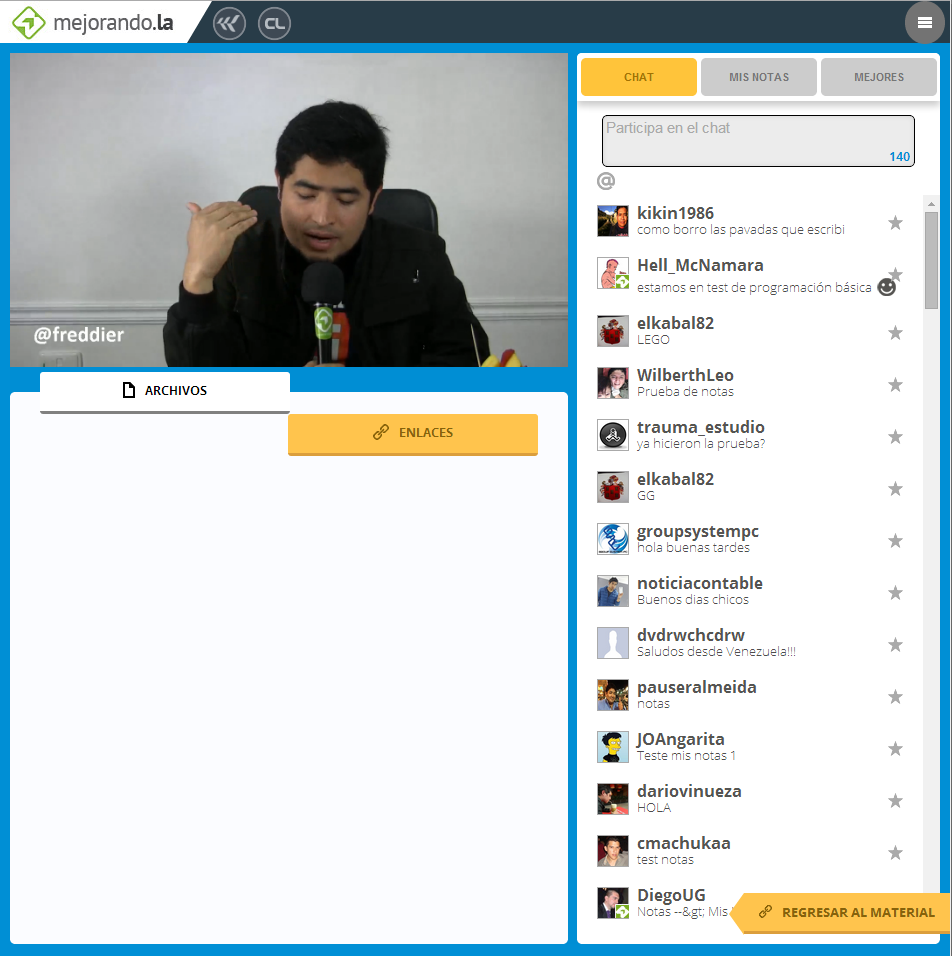 mejorando.la
CL
@freddier
ARCHIVOS
ENLACES
CHAT
MIS NOTAS
MEJORES
Participa en el chat
140
@
kikin1986
como borro las pavadas que escribi
Hell_McNamara
estamos en test de programación básica
elkabal82
LEGO
WilberthLeo
Prueba de notas
trauma_estudio
ya hicieron la prueba?
elkabal82
GG
groupsystempc
hola buenas tardes
noticiacontable
Buenos dias chicos
dvdrwchcdrw
Saludos desde Venezuela!!!
pauseralmeida
notas
JOAngarita
Teste mis notas 1
dariovinueza
HOLA
cmachukaa
test notas
DiegoUG
Notas --&gt; Mis
REGRESAR AL MATERIAL